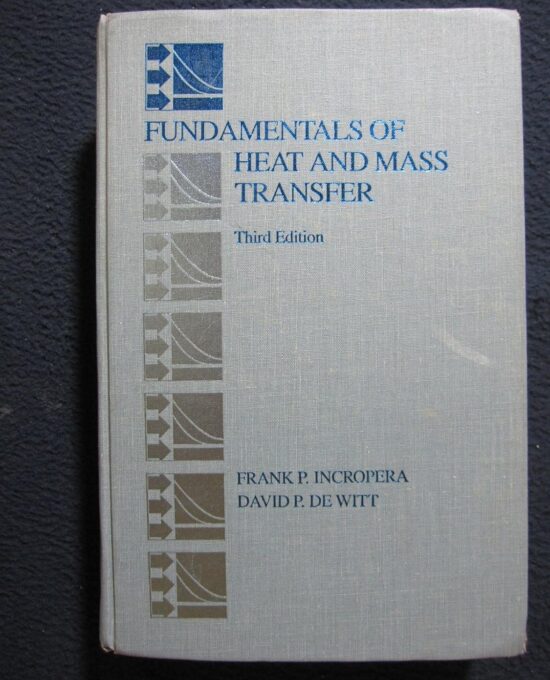 FUNDAMENTALS OF
HEAT AND MASS
TRANSFER
Third Edition
FRANK P. INCROPERA
DAVID P. DE WITT